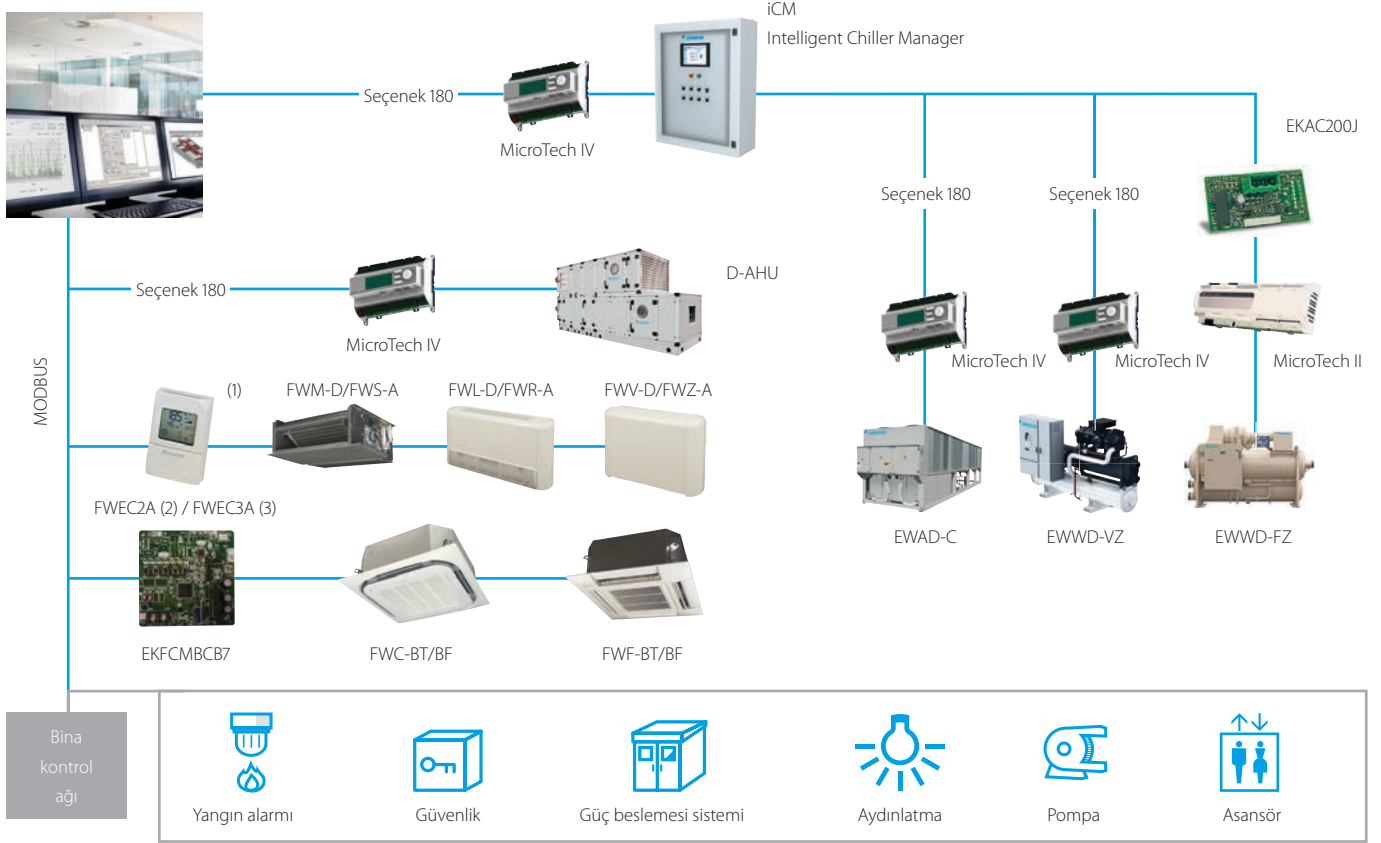 iCM
Intelligent Chiller Manager
Seçenek 180
MicroTech IV
EKAC200J
Seçenek 180
Seçenek 180
D-AHU
Seçenek 180
MicroTech IV
MicroTech IV
MicroTech IV
MicroTech II
MODBUS
(1)
FWM-D/FWS-A
FWL-D/FWR-A
FWV-D/FWZ-A
FWEC2A (2) / FWEC3A (3)
EWAD-C
EWWD-VZ
EWWD-FZ
EKFCMBCB7
FWC-BT/BF
FWF-BT/BF
Bina
kontrol
ağı
Yangın alarmı
Güvenlik
Güç beslemesi sistemi
Aydınlatma
Pompa
Asansör